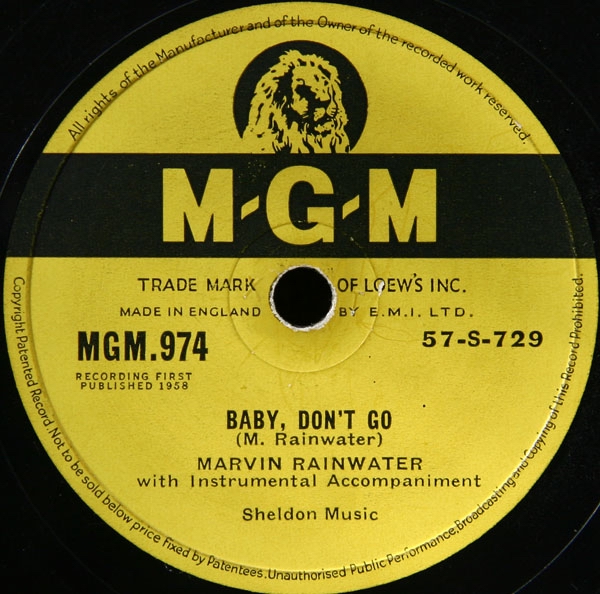 All rights of the Manufacturer and of the Owner of the recorded work reserved.
M-G-M
TRADE MARK OF LOEW'S INC.
MADE IN ENGLAND BY E.M.I. LTD.
MGM.974 57-S-729
RECORDING FIRST
PUBLISHED 1958
BABY, DON'T GO
(M. Rainwater)
MARVIN RAINWATER
with Instrumental Accompaniment
Sheldon Music
Copyright Patented Record. Not to be sold below price fixed by Patentees. Unauthorised Public Performance, Broadcasting and Copying of this Record Prohibited.